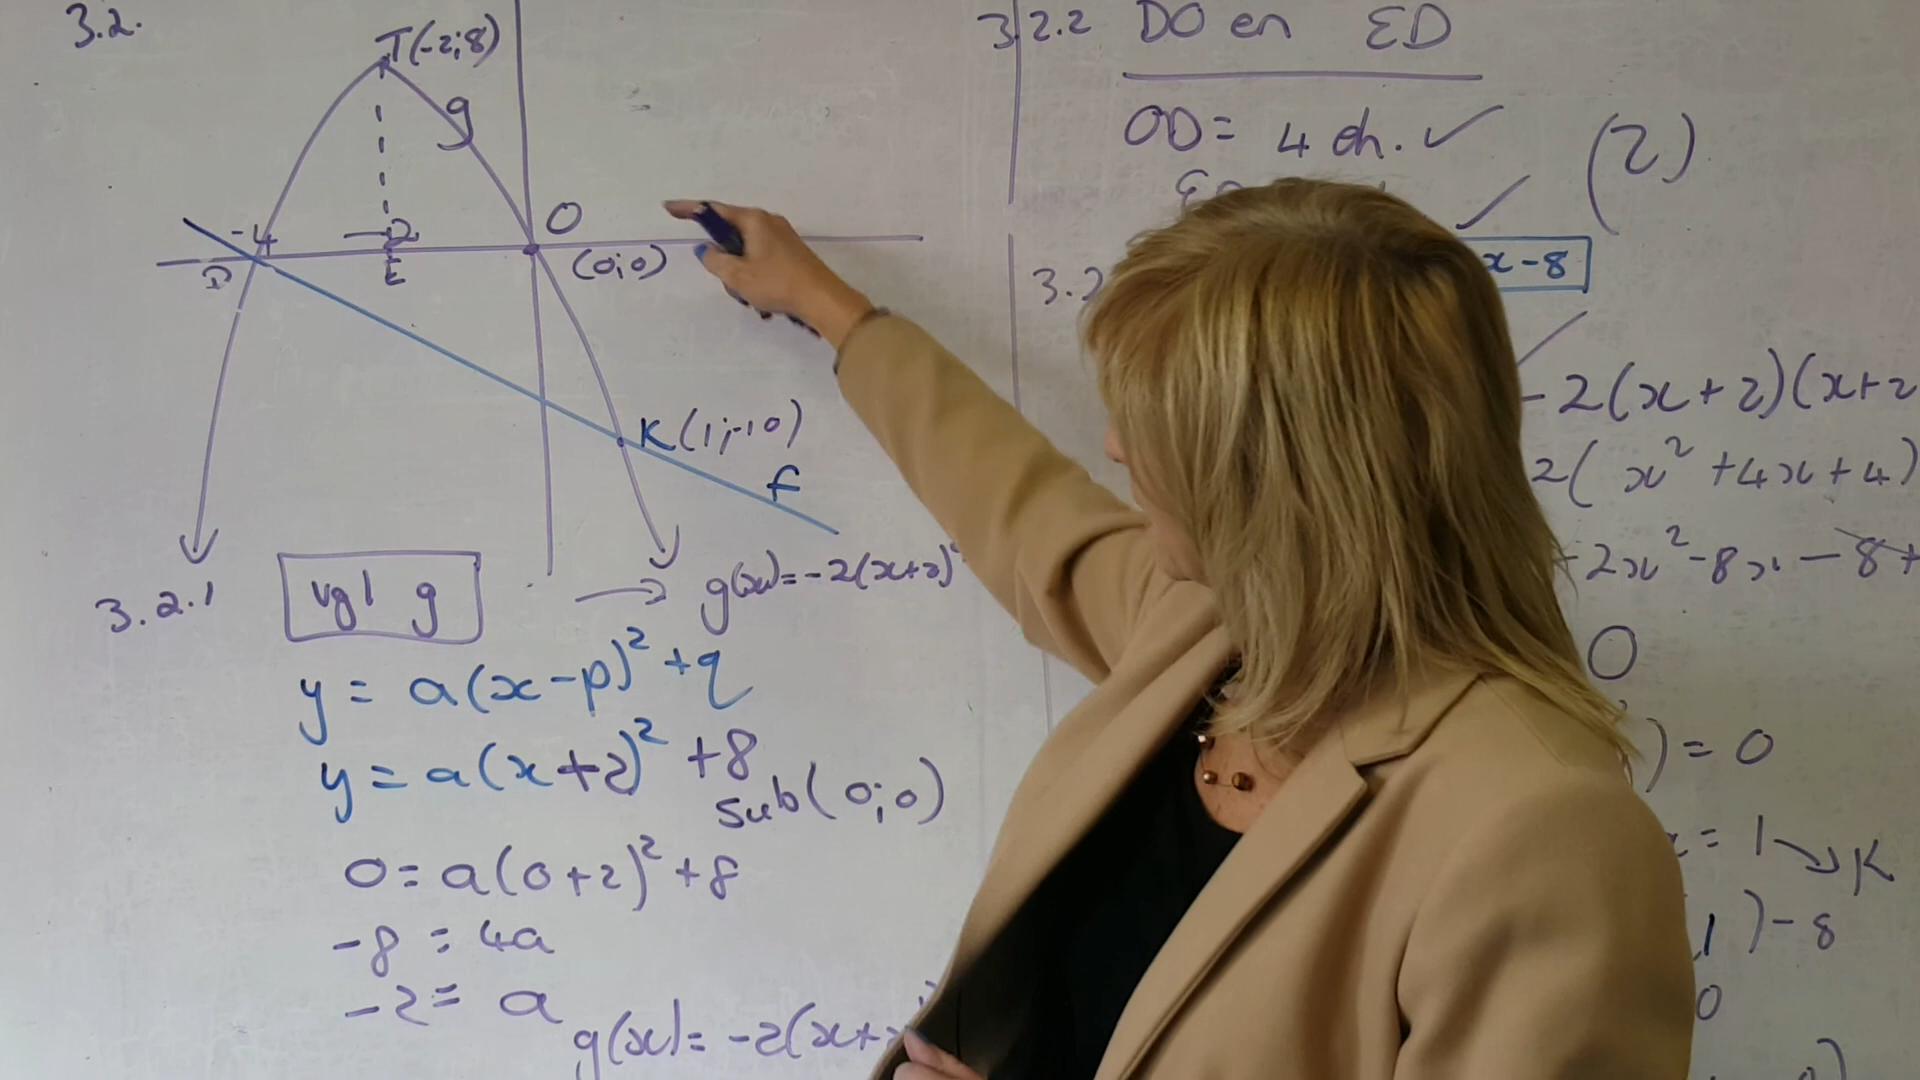 3.2.
T(-2;8)
g
-4
-2
O
D
E
(0;0)
K(1;-10)
f
3.2.1
vgl g
→ g(x)=-2(x+2)
y = a(x-p)² +q
y = a(x+2)² +8
sub(0;0)
0=a(0+2)²+8
-8 = 4a
-2 = a
g(x)= -2(x+
3.2.2 DO en ED
OD= 4 eh. ✓
(2)
x-8
-2(x+2)(x+2
2(x²+4x+4)
-2x²-8x-8+
0
)=0
= 1 → K
1)-8
0